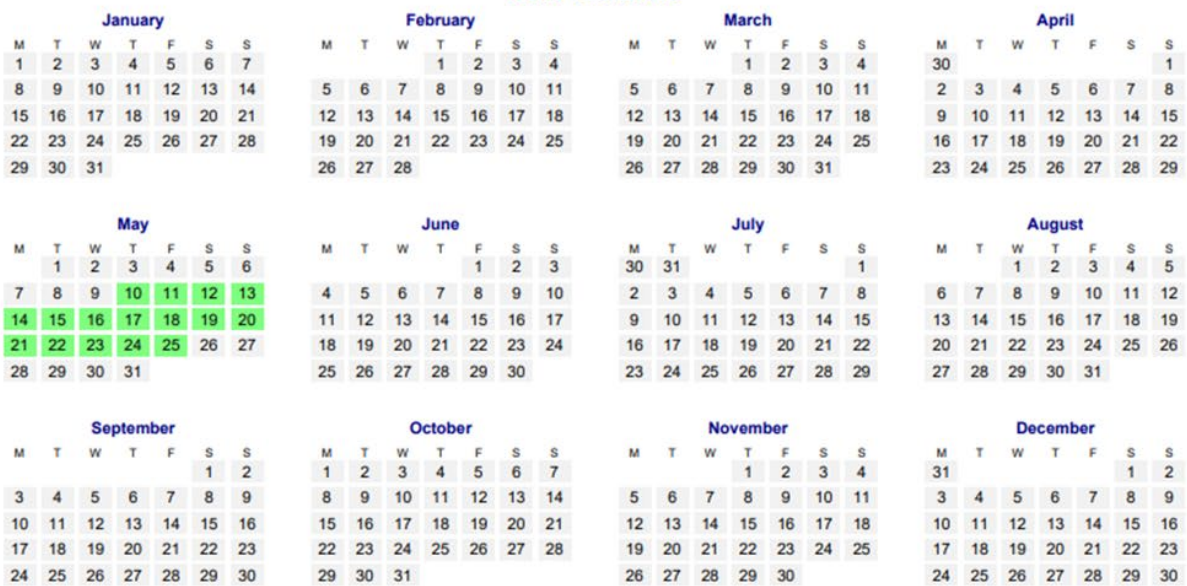 January February March April
M T W T F S S M T W T F S S M T W T F S S M T W T F S S
1 2 3 4 5 6 7 1 2 3 4 1 2 3 4 30 1
8 9 10 11 12 13 14 5 6 7 8 9 10 11 5 6 7 8 9 10 11 2 3 4 5 6 7 8
15 16 17 18 19 20 21 12 13 14 15 16 17 18 12 13 14 15 16 17 18 9 10 11 12 13 14 15
22 23 24 25 26 27 28 19 20 21 22 23 24 25 19 20 21 22 23 24 25 16 17 18 19 20 21 22
29 30 31 26 27 28 26 27 28 29 30 31 23 24 25 26 27 28 29
May June July August
M T W T F S S M T W T F S S M T W T F S S M T W T F S S
1 2 3 4 5 6 1 2 3 30 31 1 1 2 3 4 5
7 8 9 10 11 12 13 4 5 6 7 8 9 10 2 3 4 5 6 7 8 6 7 8 9 10 11 12
14 15 16 17 18 19 20 11 12 13 14 15 16 17 9 10 11 12 13 14 15 13 14 15 16 17 18 19
21 22 23 24 25 26 27 18 19 20 21 22 23 24 16 17 18 19 20 21 22 20 21 22 23 24 25 26
28 29 30 31 25 26 27 28 29 30 23 24 25 26 27 28 29 27 28 29 30 31
September October November December
M T W T F S S M T W T F S S M T W T F S S M T W T F S S
1 2 1 2 3 4 5 6 7 1 2 3 4 31 1 2
3 4 5 6 7 8 9 8 9 10 11 12 13 14 5 6 7 8 9 10 11 3 4 5 6 7 8 9
10 11 12 13 14 15 16 15 16 17 18 19 20 21 12 13 14 15 16 17 18 10 11 12 13 14 15 16
17 18 19 20 21 22 23 22 23 24 25 26 27 28 19 20 21 22 23 24 25 17 18 19 20 21 22 23
24 25 26 27 28 29 30 29 30 31 26 27 28 29 30 24 25 26 27 28 29 30